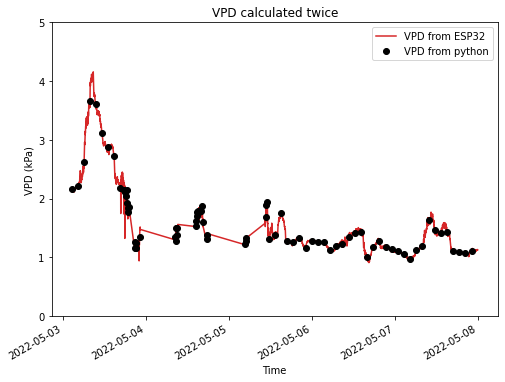 VPD calculated twice
VPD from ESP32
VPD from python
5
4
3
2
1
0
VPD (kPa)
2022-05-03
2022-05-04
2022-05-05
2022-05-06
2022-05-07
2022-05-08
Time